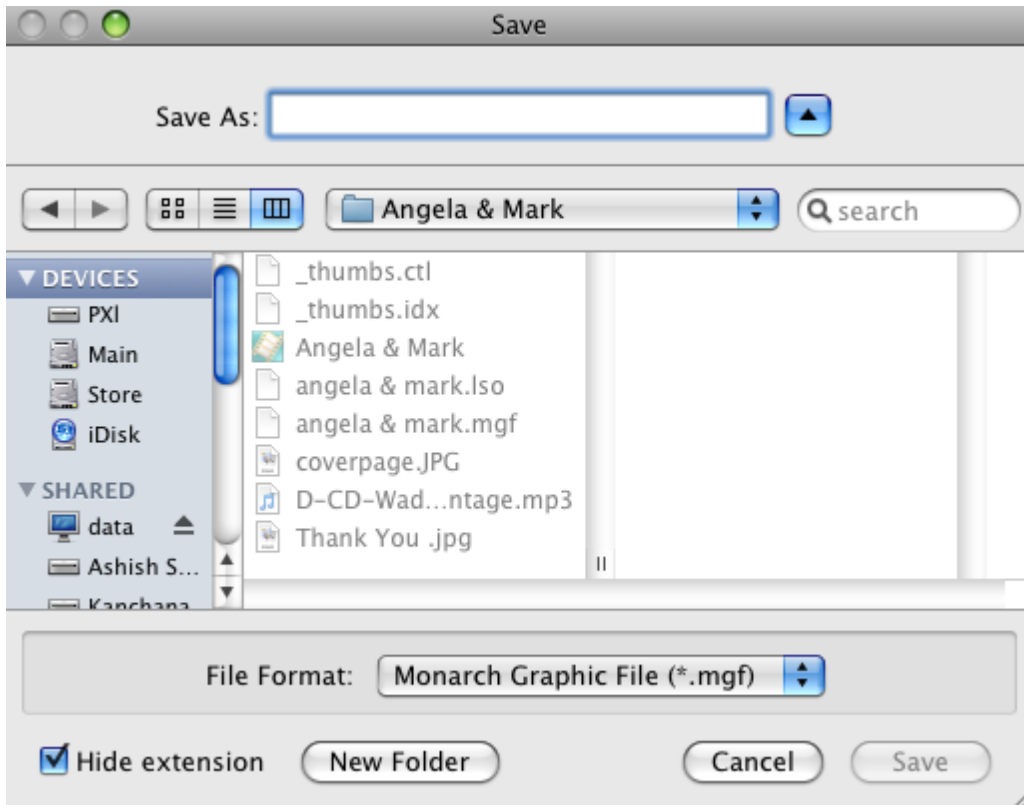 Save
Save As:
Angela & Mark
search
DEVICES
PXI
Main
Store
iDisk
SHARED
data
Ashish S...
Kanchana
_thumbs.ctl
_thumbs.idx
Angela & Mark
angela & mark.lso
angela & mark.mgf
coverpage.JPG
D-CD-Wad...ntage.mp3
Thank You .jpg
File Format: Monarch Graphic File (*.mgf)
Hide extension New Folder Cancel Save